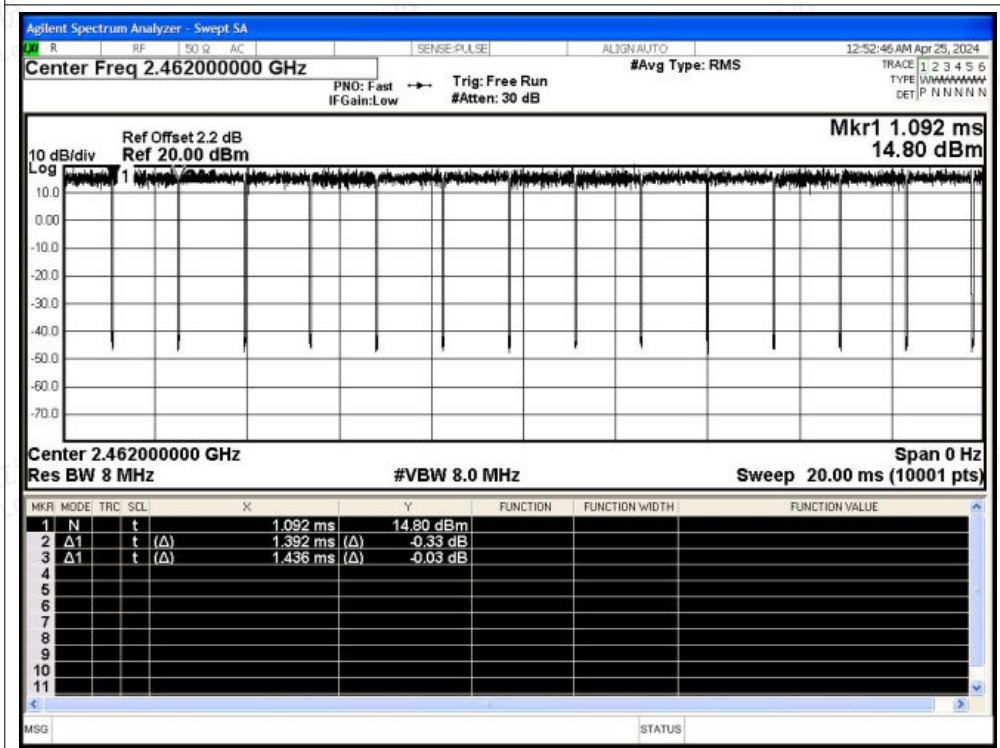 Agilent Spectrum Analyzer - Swept SA
LXI R RF 50 Ω AC SENSE:PULSE ALIGN AUTO 12:52:46 AM Apr 25, 2024
Center Freq 2.462000000 GHz #Avg Type: RMS TRACE 1 2 3 4 5 6
PNO: Fast Trig: Free Run TYPE WWWWWW
IFGain:Low #Atten: 30 dB DET P N N N N N
Mkr1 1.092 ms
Ref Offset 2.2 dB
10 dB/div Ref 20.00 dBm 14.80 dBm
Log
1
10.0
0.00
-10.0
-20.0
-30.0
-40.0
-50.0
-60.0
-70.0
Center 2.462000000 GHz Span 0 Hz
Res BW 8 MHz #VBW 8.0 MHz Sweep 20.00 ms (10001 pts)
MKR MODE TRC SCL X Y FUNCTION FUNCTION WIDTH FUNCTION VALUE
1 N t 1.092 ms 14.80 dBm
2 Δ1 t (Δ) 1.392 ms (Δ) -0.33 dB
3 Δ1 t (Δ) 1.436 ms (Δ) -0.03 dB
4
5
6
7
8
9
10
11
MSG STATUS